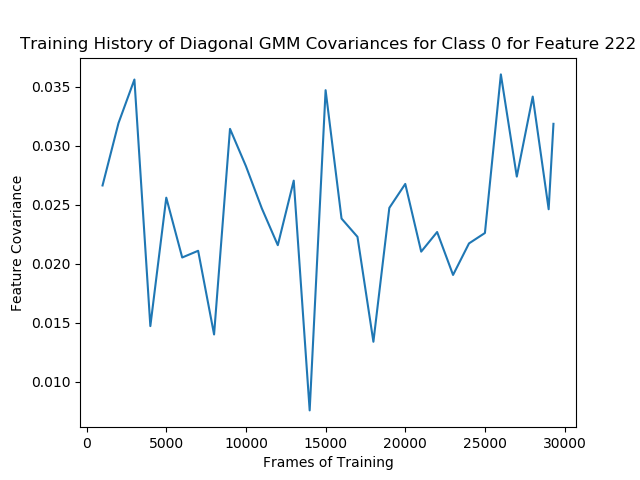 Training History of Diagonal GMM Covariances for Class 0 for Feature 222
0.035
0.030
0.025
0.020
0.015
0.010
Feature Covariance
0 5000 10000 15000 20000 25000 30000
Frames of Training